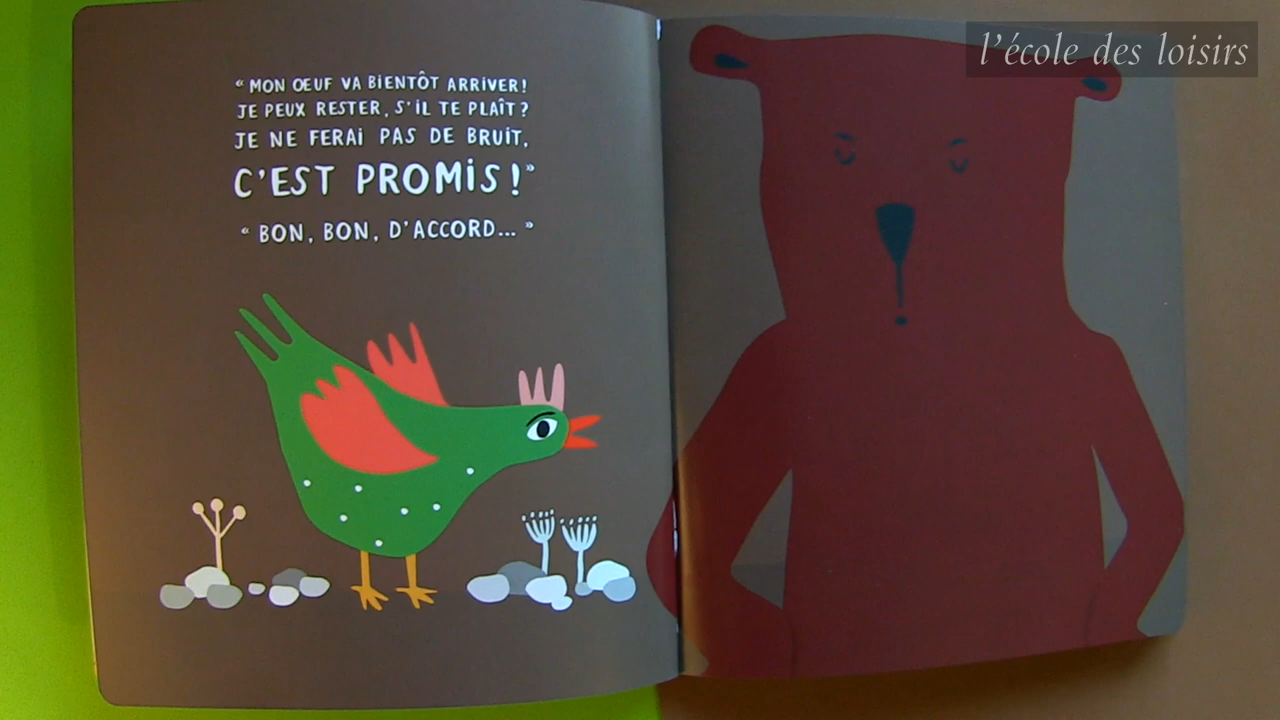 « MON ŒUF VA BIENTÔT ARRIVER!
JE PEUX RESTER, S'IL TE PLAÎT?
JE NE FERAI PAS DE BRUIT,
C'EST PROMIS! »
« BON, BON, D'ACCORD... »
l'école des loisirs